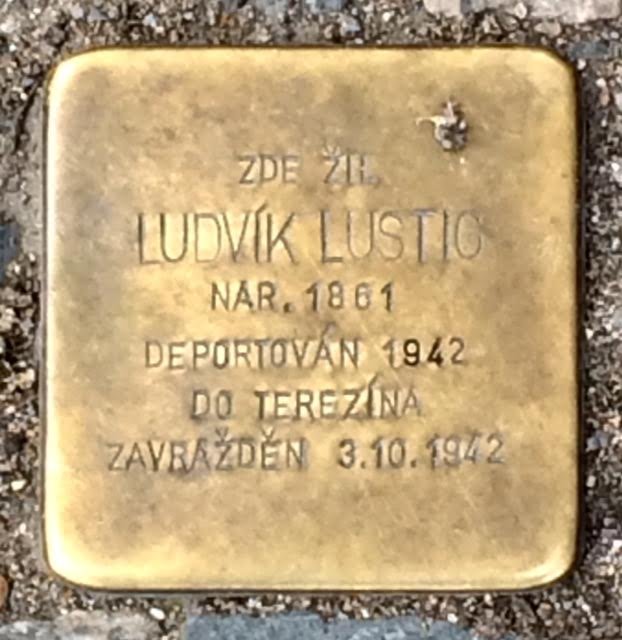 ZDE ŽIL
LUDVÍK LUSTIG
NAR. 1861
DEPORTOVÁN 1942
DO TEREZÍNA
ZAVRAŽDĚN 3.10.1942